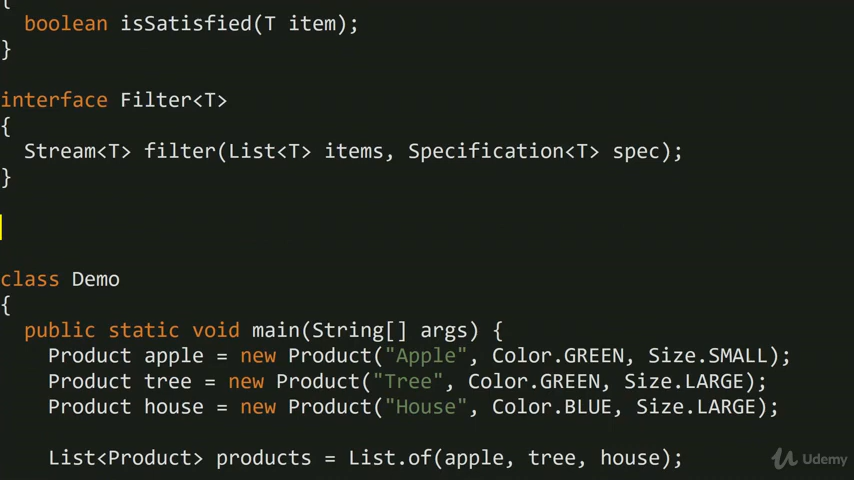 {
boolean isSatisfied(T item);
}
interface Filter<T>
{
Stream<T> filter(List<T> items, Specification<T> spec);
}
class Demo
{
public static void main(String[] args) {
Product apple = new Product("Apple", Color.GREEN, Size.SMALL);
Product tree = new Product("Tree", Color.GREEN, Size.LARGE);
Product house = new Product("House", Color.BLUE, Size.LARGE);
List<Product> products = List.of(apple, tree, house);
Udemy